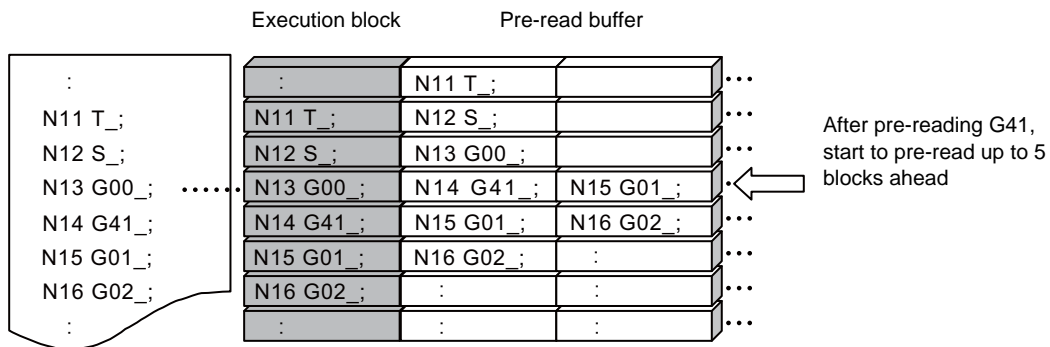 Execution block Pre-read buffer
:
N11 T_;
N12 S_;
N13 G00_;
N14 G41_;
N15 G01_;
N16 G02_;
:
: N11 T_;
N11 T_; N12 S_;
N12 S_; N13 G00_;
N13 G00_; N14 G41_; N15 G01_;
N14 G41_; N15 G01_; N16 G02_;
N15 G01_; N16 G02_; :
N16 G02_; : :
: : :
After pre-reading G41,
start to pre-read up to 5
blocks ahead